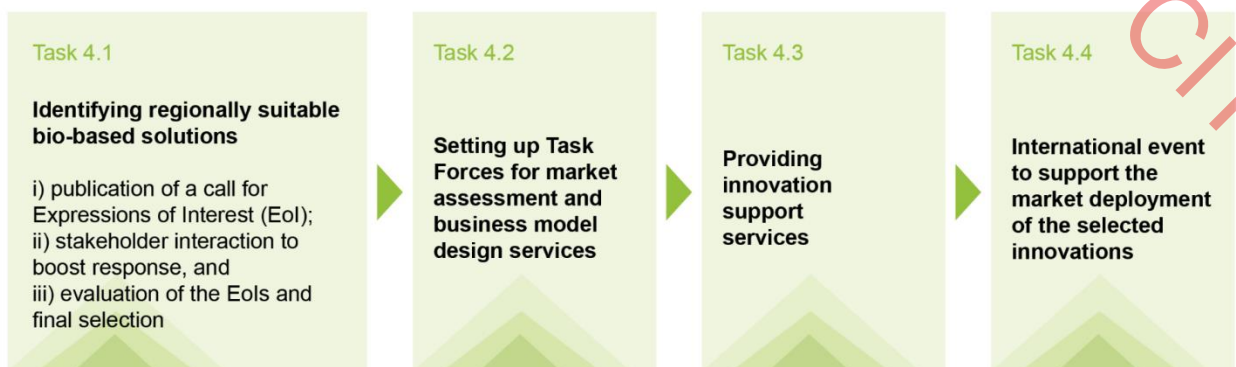 Task 4.1
Identifying regionally suitable
bio-based solutions
i) publication of a call for
Expressions of Interest (EoI);
ii) stakeholder interaction to
boost response, and
iii) evaluation of the EoIs and
final selection
Task 4.2
Setting up Task
Forces for market
assessment and
business model
design services
Task 4.3
Providing
innovation
support
services
Task 4.4
International event
to support the
market deployment
of the selected
innovations